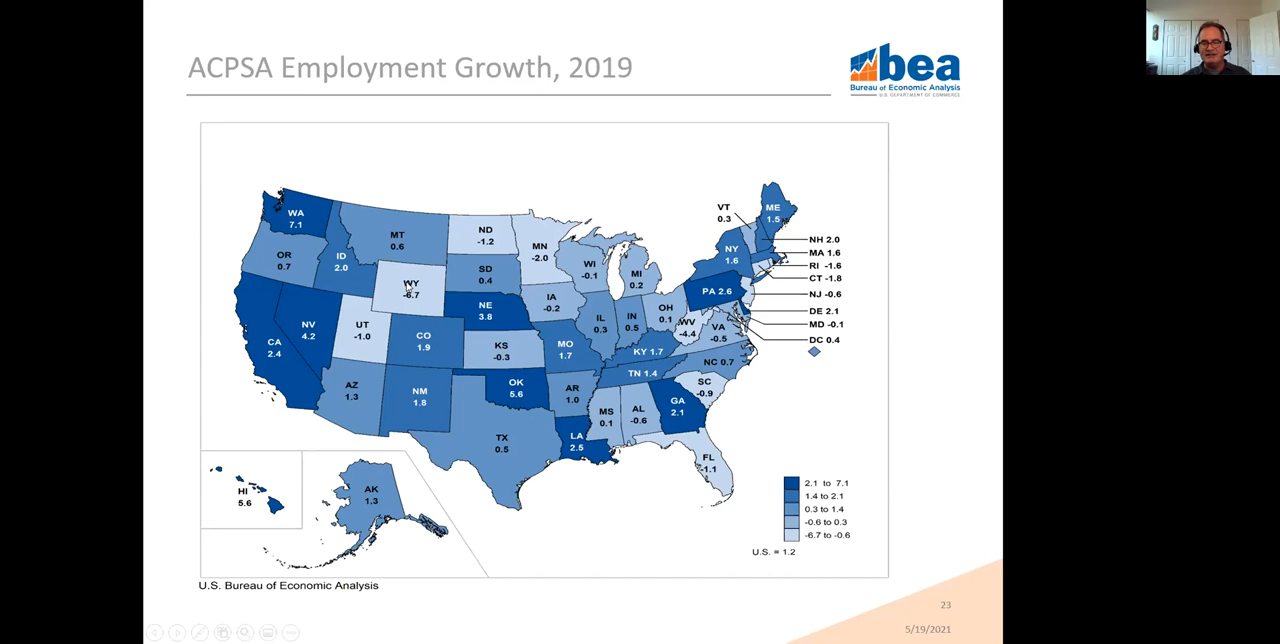 ACPSA Employment Growth, 2019
bea
Bureau of Economic Analysis
U.S. DEPARTMENT OF COMMERCE
WA
7.1
OR
0.7
CA
2.4
NV
4.2
ID
2.0
MT
0.6
WY
-6.7
UT
-1.0
AZ
1.3
CO
1.9
NM
1.8
ND
-1.2
SD
0.4
NE
3.8
KS
-0.3
OK
5.6
TX
0.5
MN
-2.0
IA
-0.2
MO
1.7
AR
1.0
LA
2.5
WI
-0.1
IL
0.3
MI
0.2
IN
0.5
OH
0.1
KY 1.7
TN 1.4
MS
0.1
AL
-0.6
GA
2.1
FL
-1.1
SC
-0.9
NC 0.7
VA
-0.5
WV
-4.4
PA 2.6
NY
1.6
VT
0.3
ME
1.5
NH 2.0
MA 1.6
RI -1.6
CT -1.8
NJ -0.6
DE 2.1
MD -0.1
DC 0.4
HI
5.6
AK
1.3
2.1 to 7.1
1.4 to 2.1
0.3 to 1.4
-0.6 to 0.3
-6.7 to -0.6
U.S. = 1.2
U.S. Bureau of Economic Analysis
23
5/19/2021